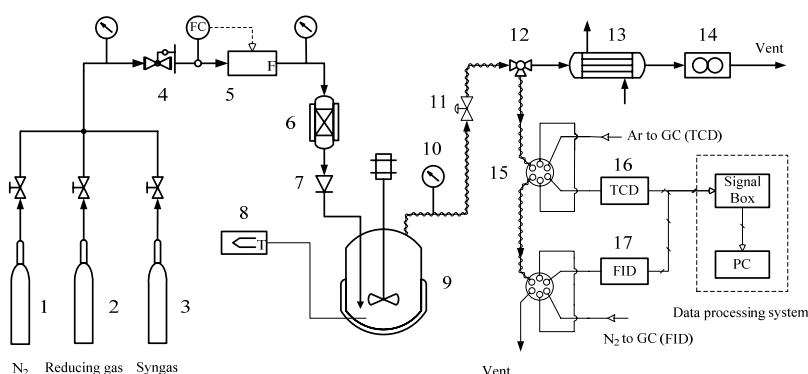 FC
12
13
14
Vent
4
5
F
11
6
Ar to GC (TCD)
10
15
16
7
TCD
Signal
Box
8
T
17
9
FID
PC
1
2
3
Data processing system
N₂ to GC (FID)
N₂
Reducing gas
Syngas
Vent